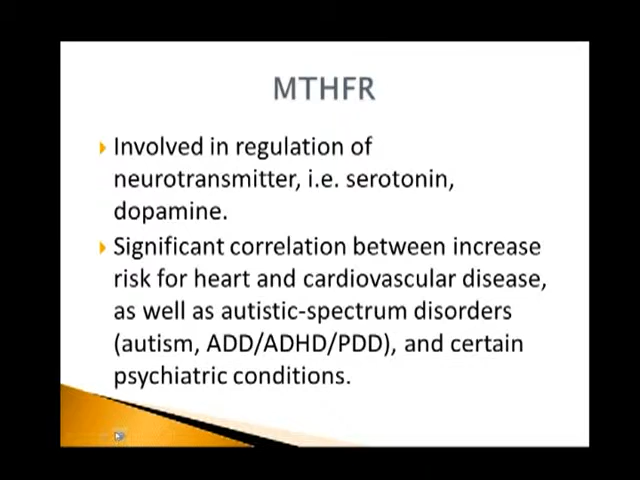 MTHFR
Involved in regulation of
neurotransmitter, i.e. serotonin,
dopamine.
Significant correlation between increase
risk for heart and cardiovascular disease,
as well as autistic-spectrum disorders
(autism, ADD/ADHD/PDD), and certain
psychiatric conditions.